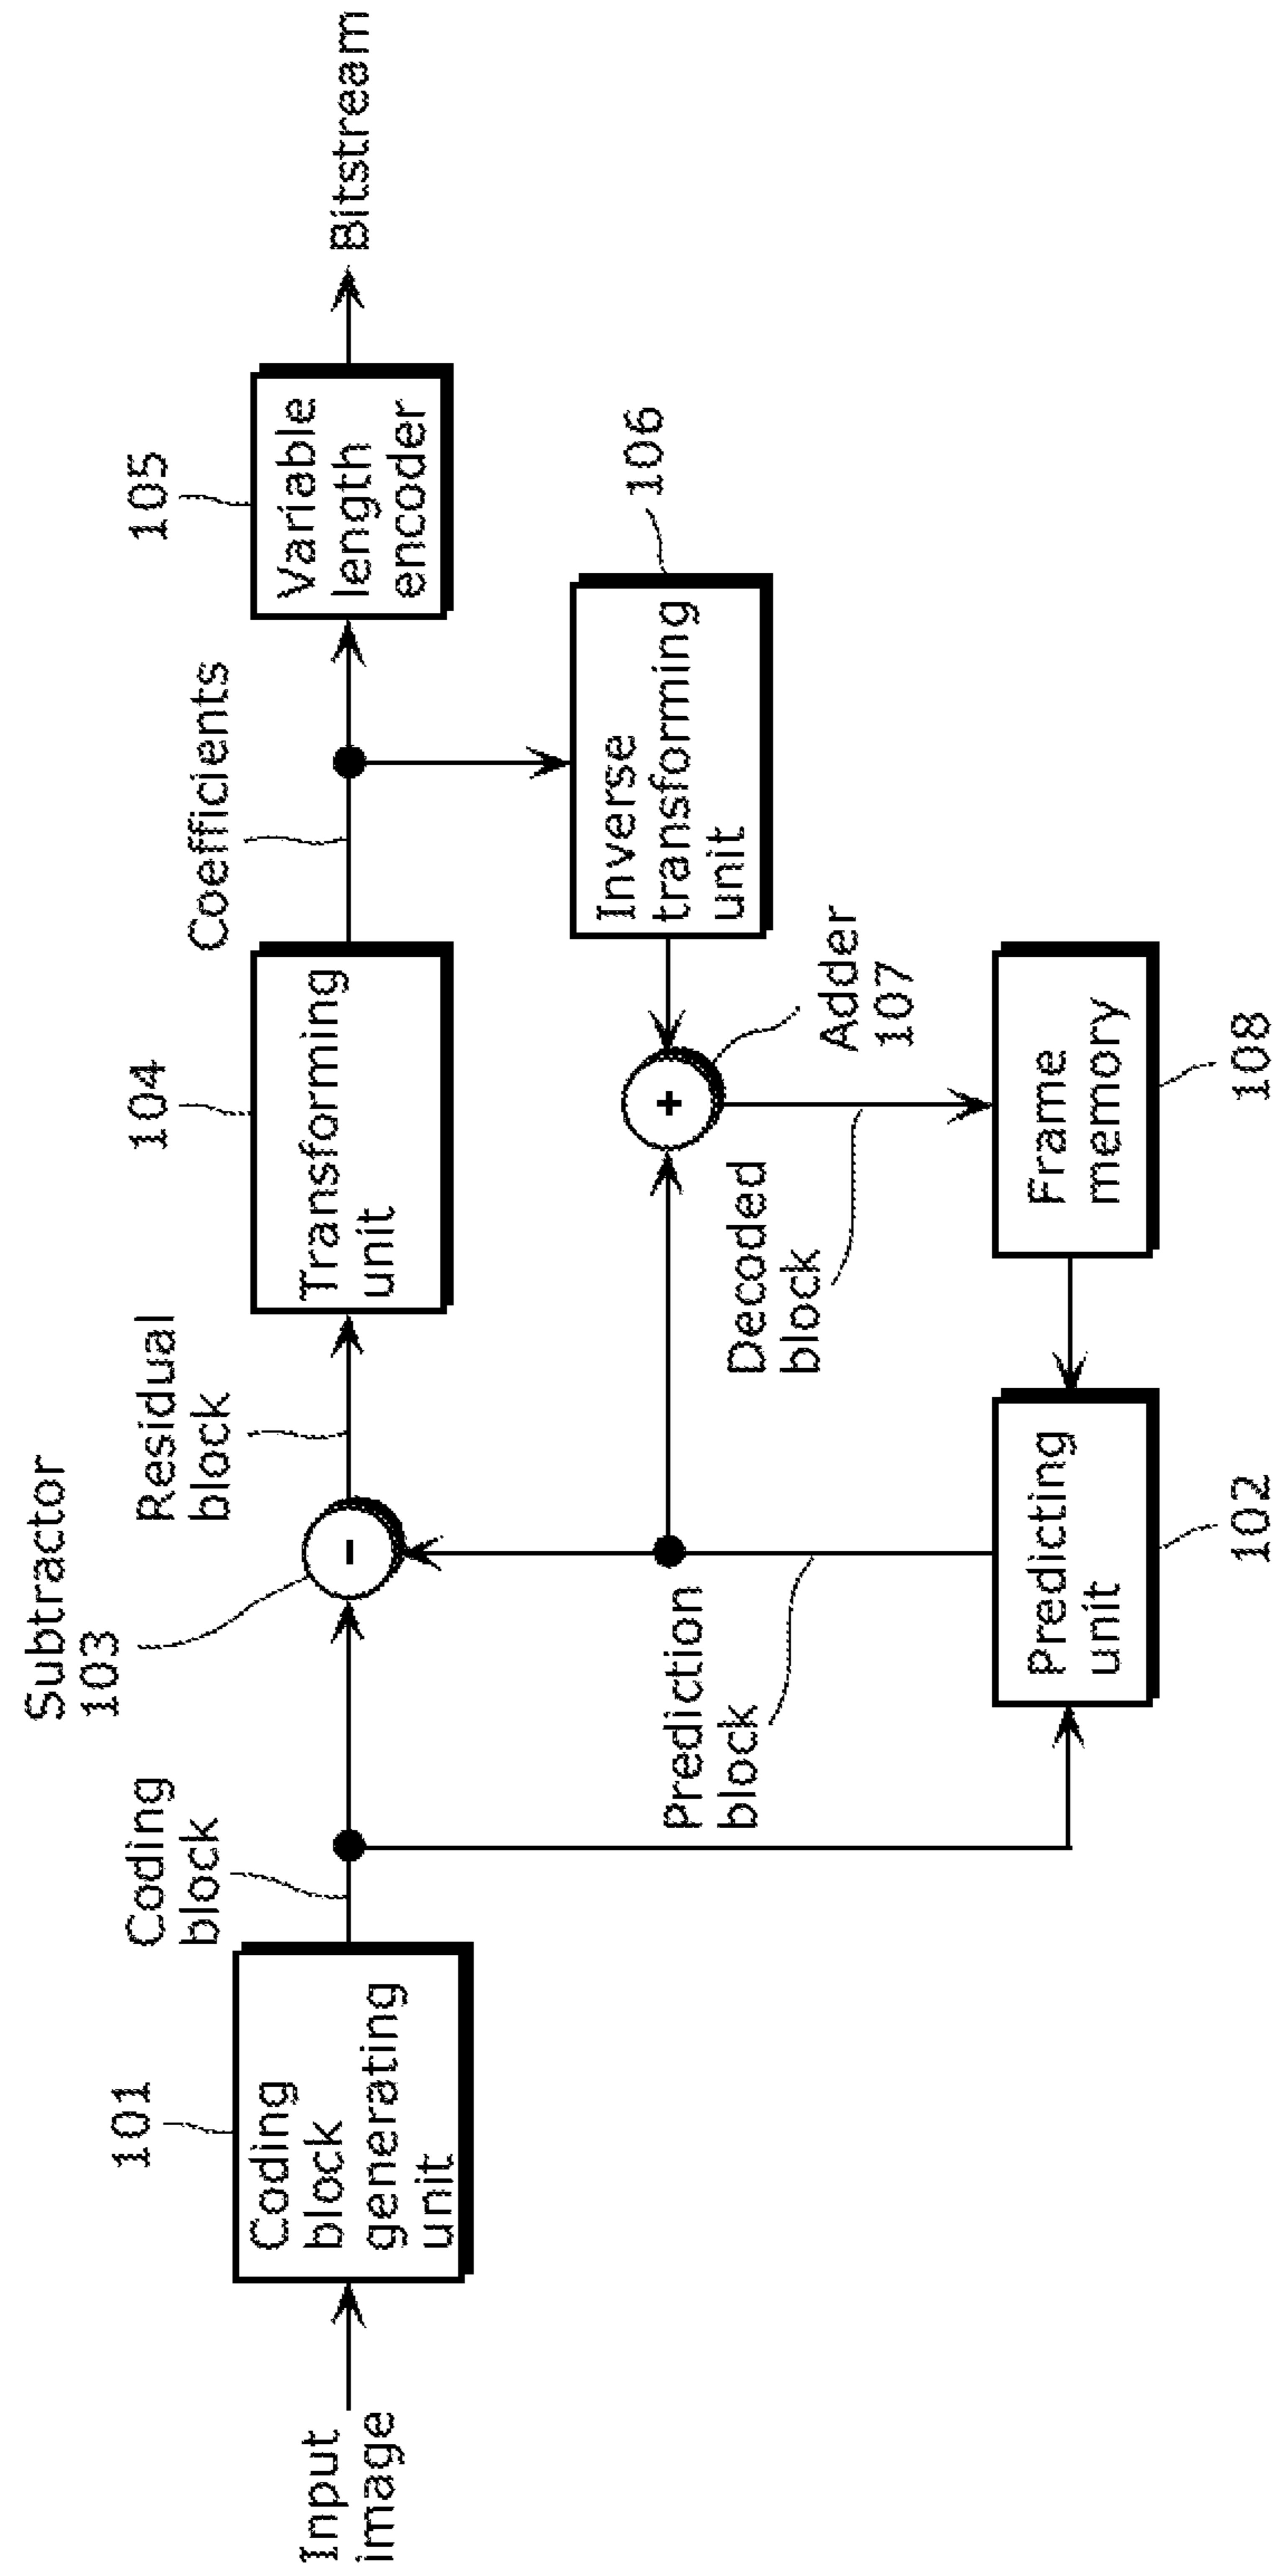 Subtractor
103
Residual
block
104
Coefficients
105
101
Coding
block
Input
image
Coding
block
generating
unit
Transforming
unit
Variable
length
encoder
Bitstream
Prediction
block
Decoded
block
Adder
107
Inverse
transforming
unit
106
Predicting
unit
102
Frame
memory
108
-
+